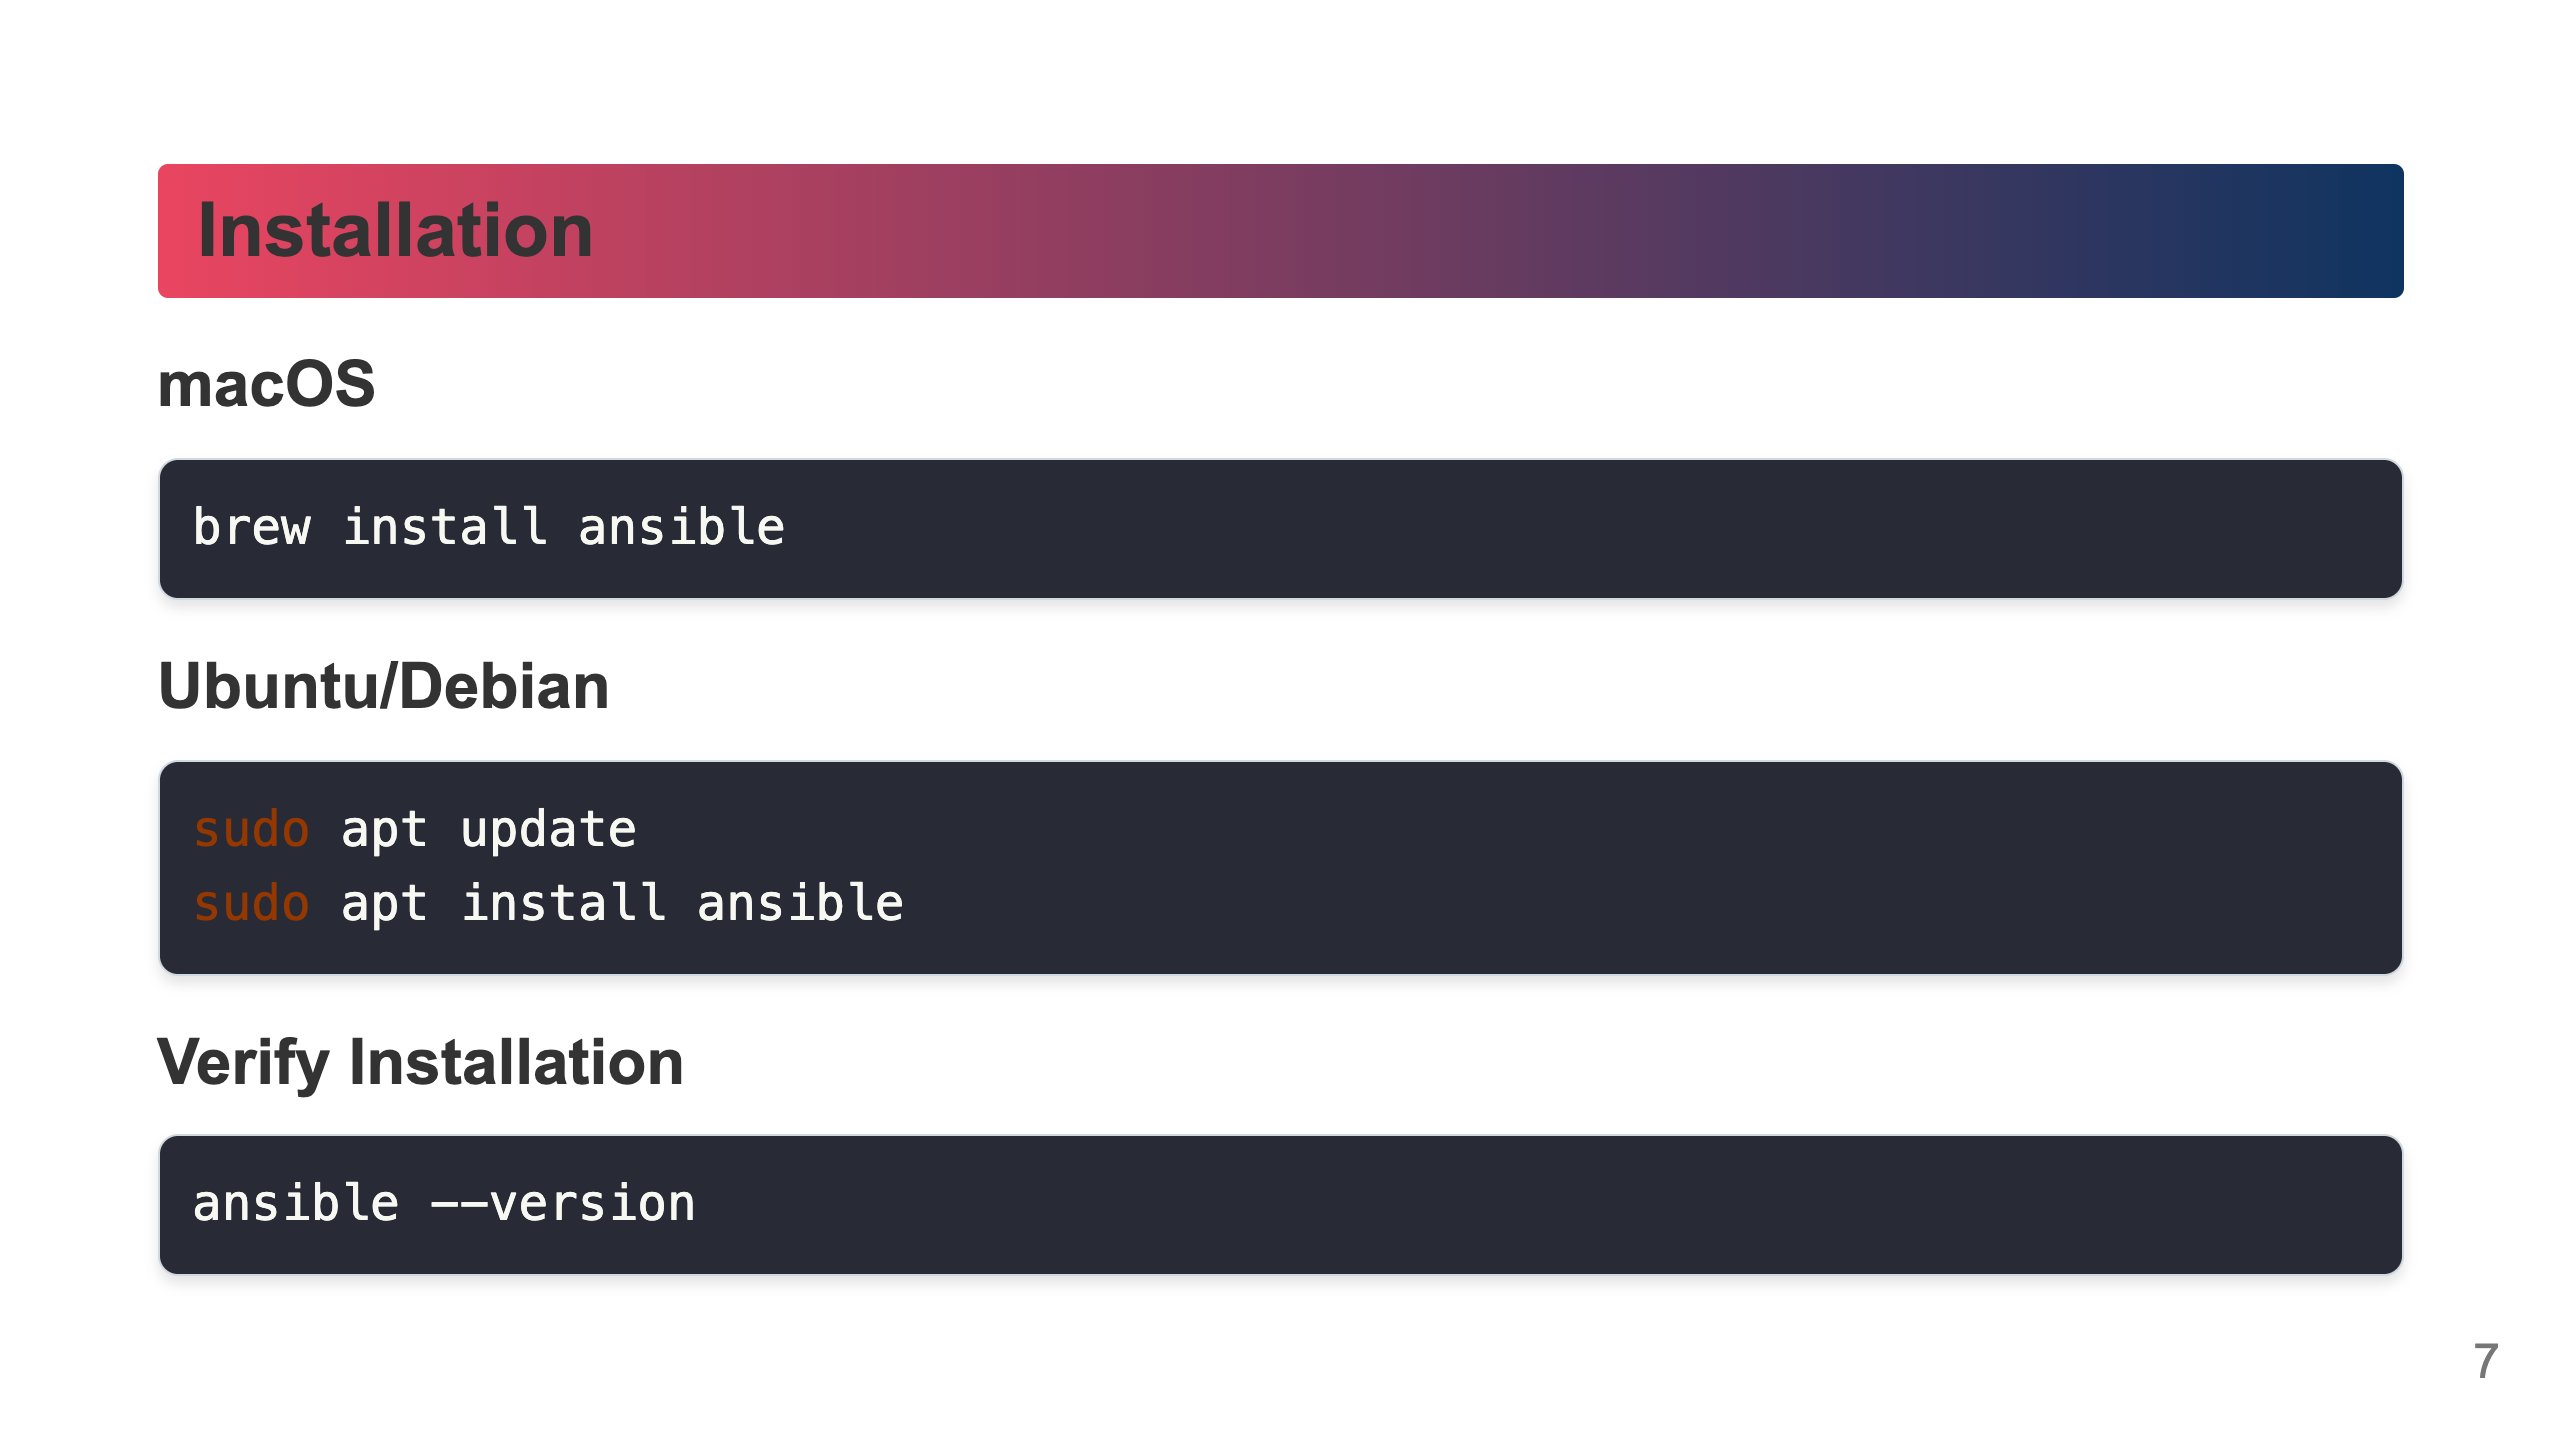 Installation
macOS
brew install ansible
Ubuntu/Debian
sudo apt update
sudo apt install ansible
Verify Installation
ansible --version
7